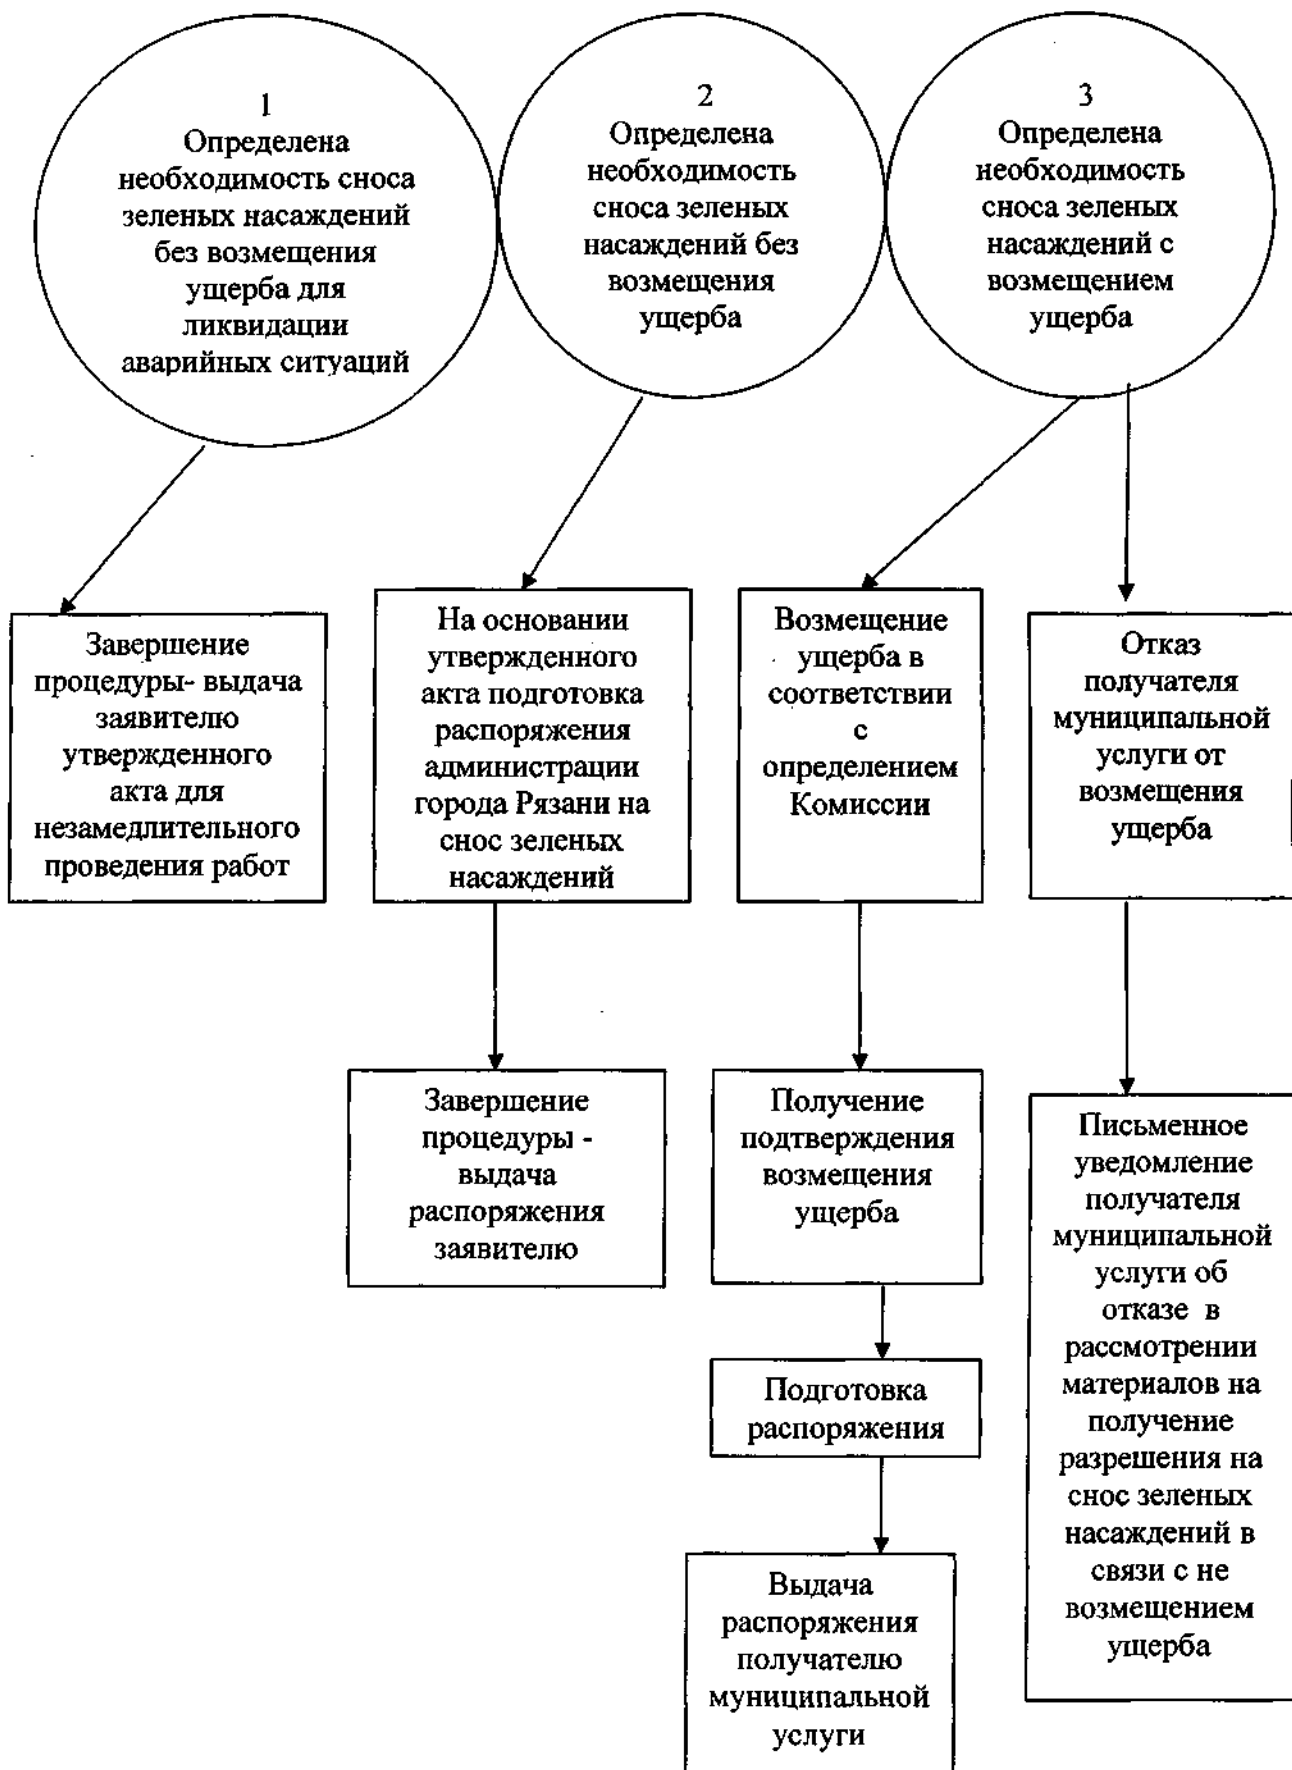 1
Определена
необходимость сноса
зеленых насаждений
без возмещения
ущерба для
ликвидации
аварийных ситуаций
2
Определена
необходимость
сноса зеленых
насаждений без
возмещения
ущерба
3
Определена
необходимость
сноса зеленых
насаждений с
возмещением
ущерба
Завершение
процедуры- выдача
заявителю
утвержденного
акта для
незамедлительного
проведения работ
На основании
утвержденного
акта подготовка
распоряжения
администрации
города Рязани на
снос зеленых
насаждений
Возмещение
ущерба в
соответствии
с
определением
Комиссии
Отказ
получателя
муниципальной
услуги от
возмещения
ущерба
Завершение
процедуры -
выдача
распоряжения
заявителю
Получение
подтверждения
возмещения
ущерба
Письменное
уведомление
получателя
муниципальной
услуги об
отказе в
рассмотрении
материалов на
получение
разрешения на
снос зеленых
насаждений в
связи с не
возмещением
ущерба
Подготовка
распоряжения
Выдача
распоряжения
получателю
муниципальной
услуги